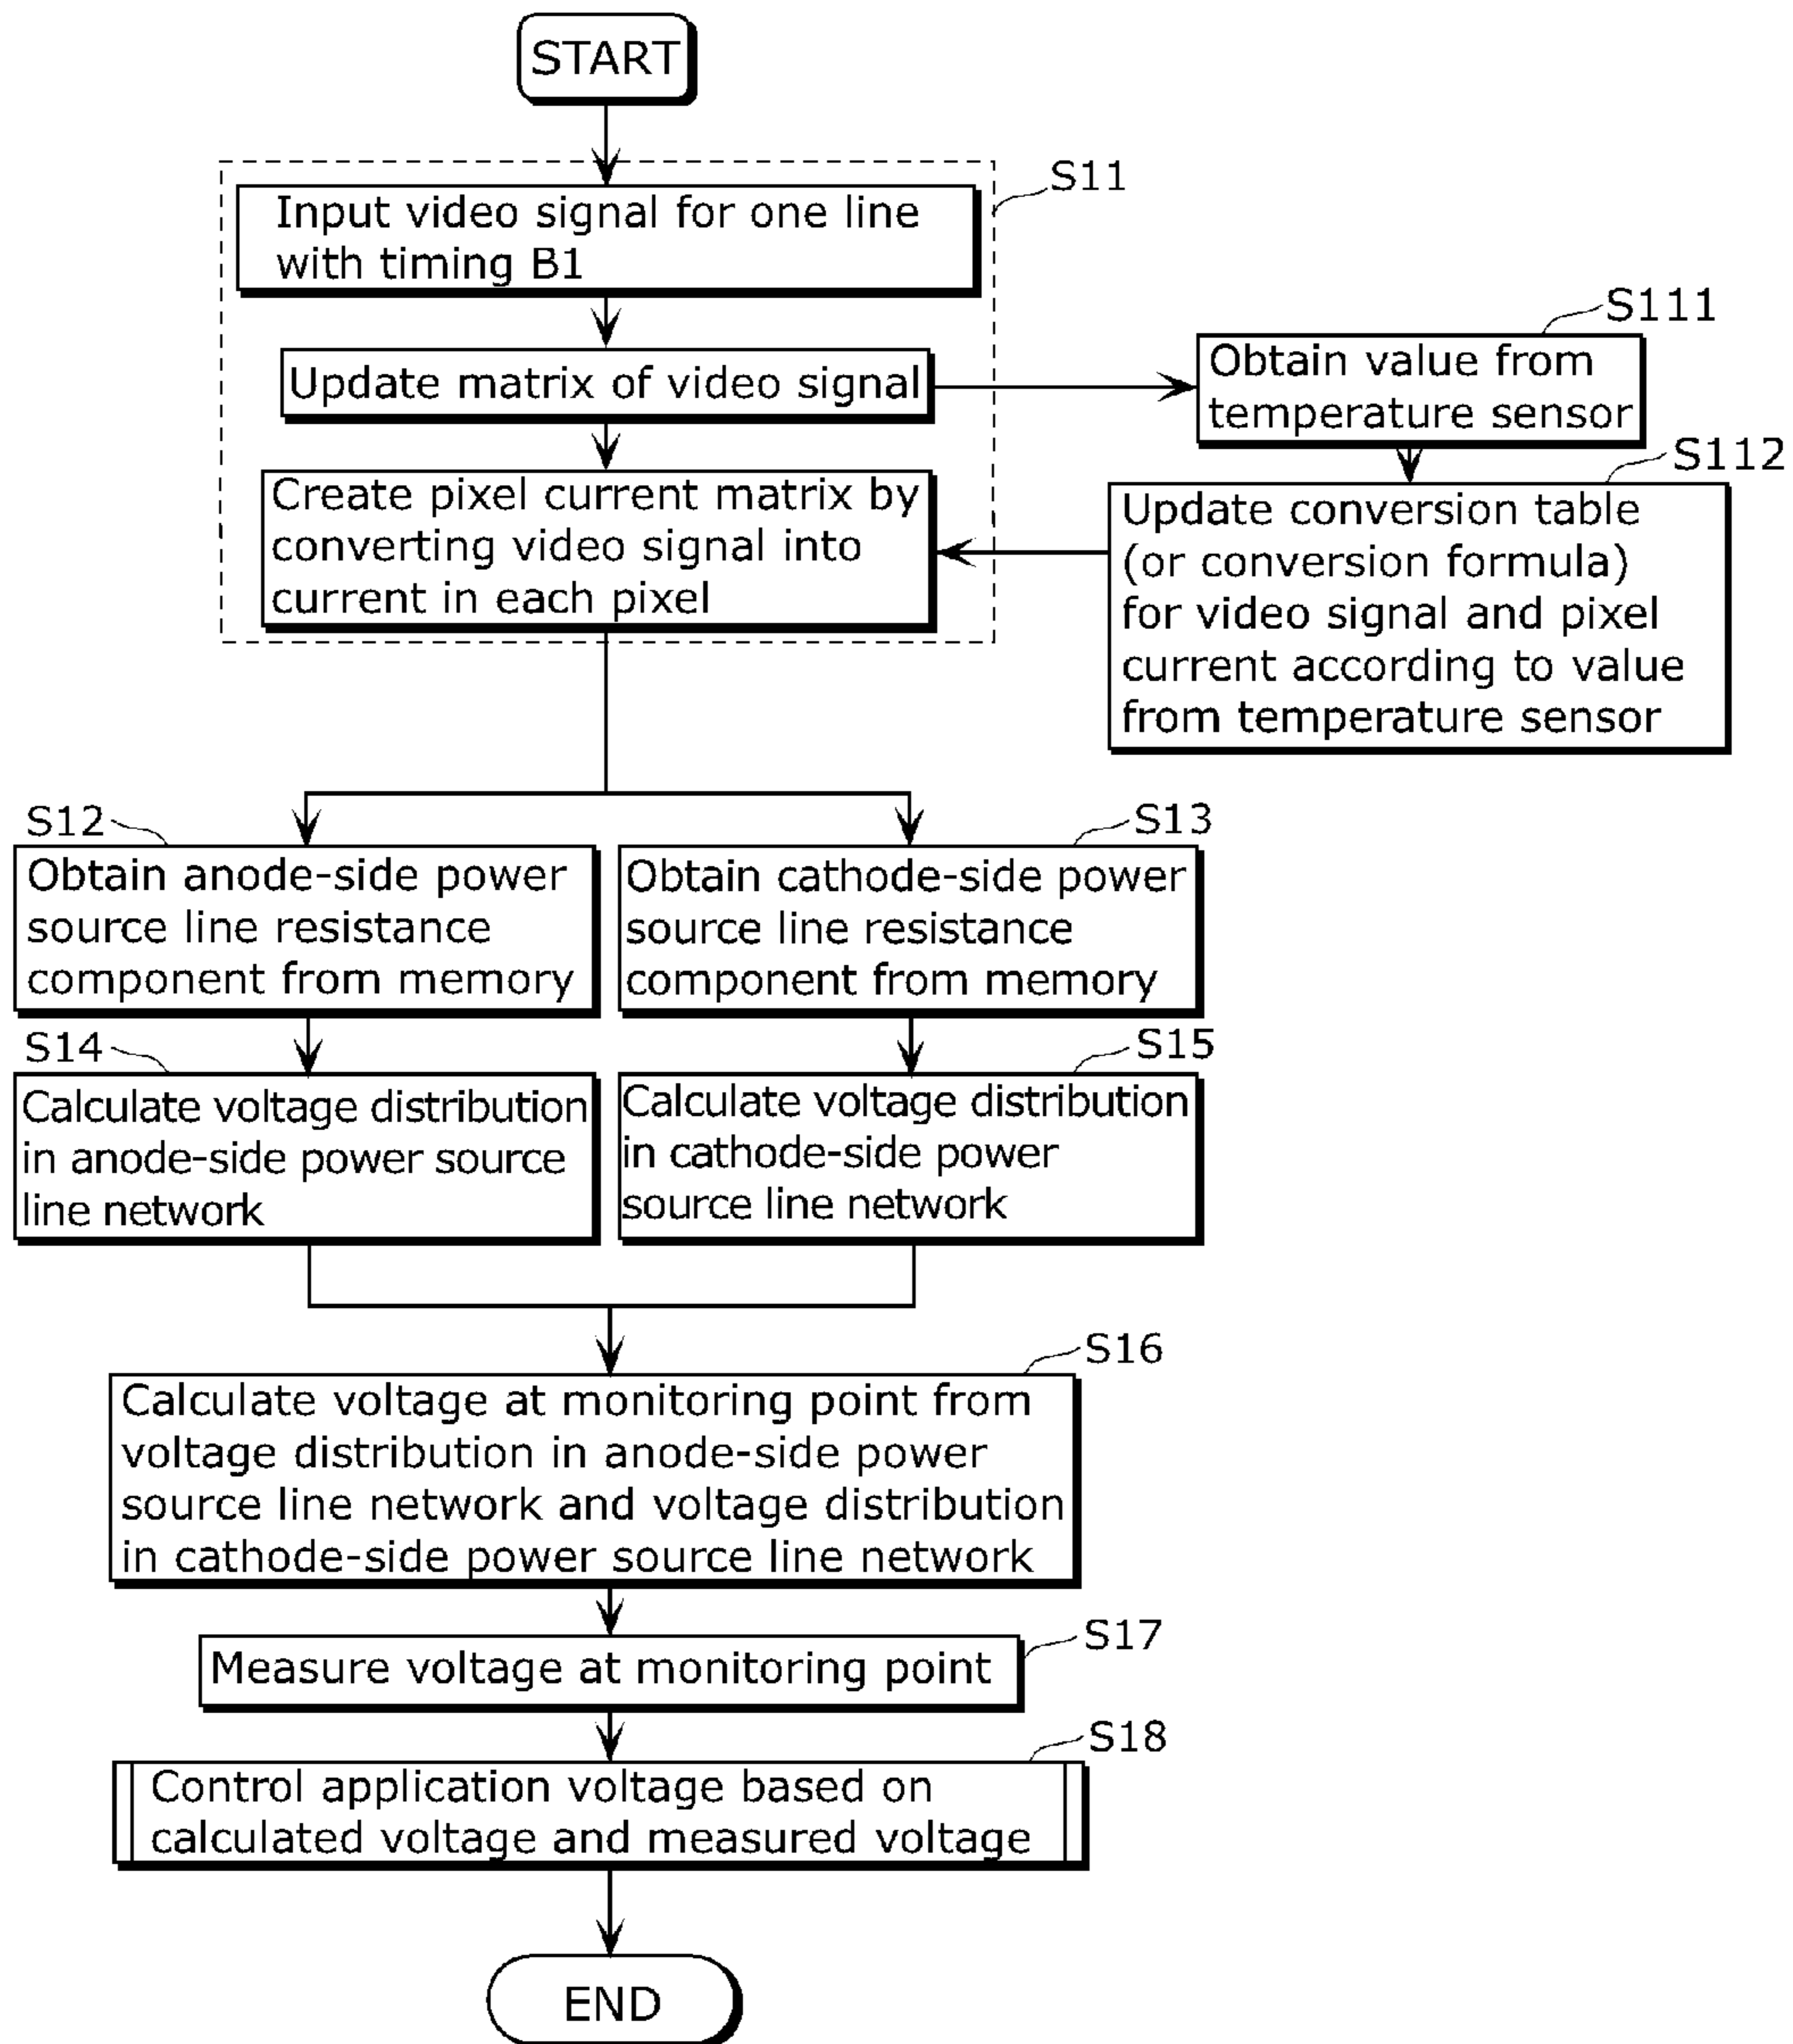 START
S11
Input video signal for one line
with timing B1
Update matrix of video signal
Create pixel current matrix by
converting video signal into
current in each pixel
S111
Obtain value from
temperature sensor
S112
Update conversion table
(or conversion formula)
for video signal and pixel
current according to value
from temperature sensor
S12
Obtain anode-side power
source line resistance
component from memory
S13
Obtain cathode-side power
source line resistance
component from memory
S14
Calculate voltage distribution
in anode-side power source
line network
S15
Calculate voltage distribution
in cathode-side power
source line network
S16
Calculate voltage at monitoring point from
voltage distribution in anode-side power
source line network and voltage distribution
in cathode-side power source line network
S17
Measure voltage at monitoring point
S18
Control application voltage based on
calculated voltage and measured voltage
END